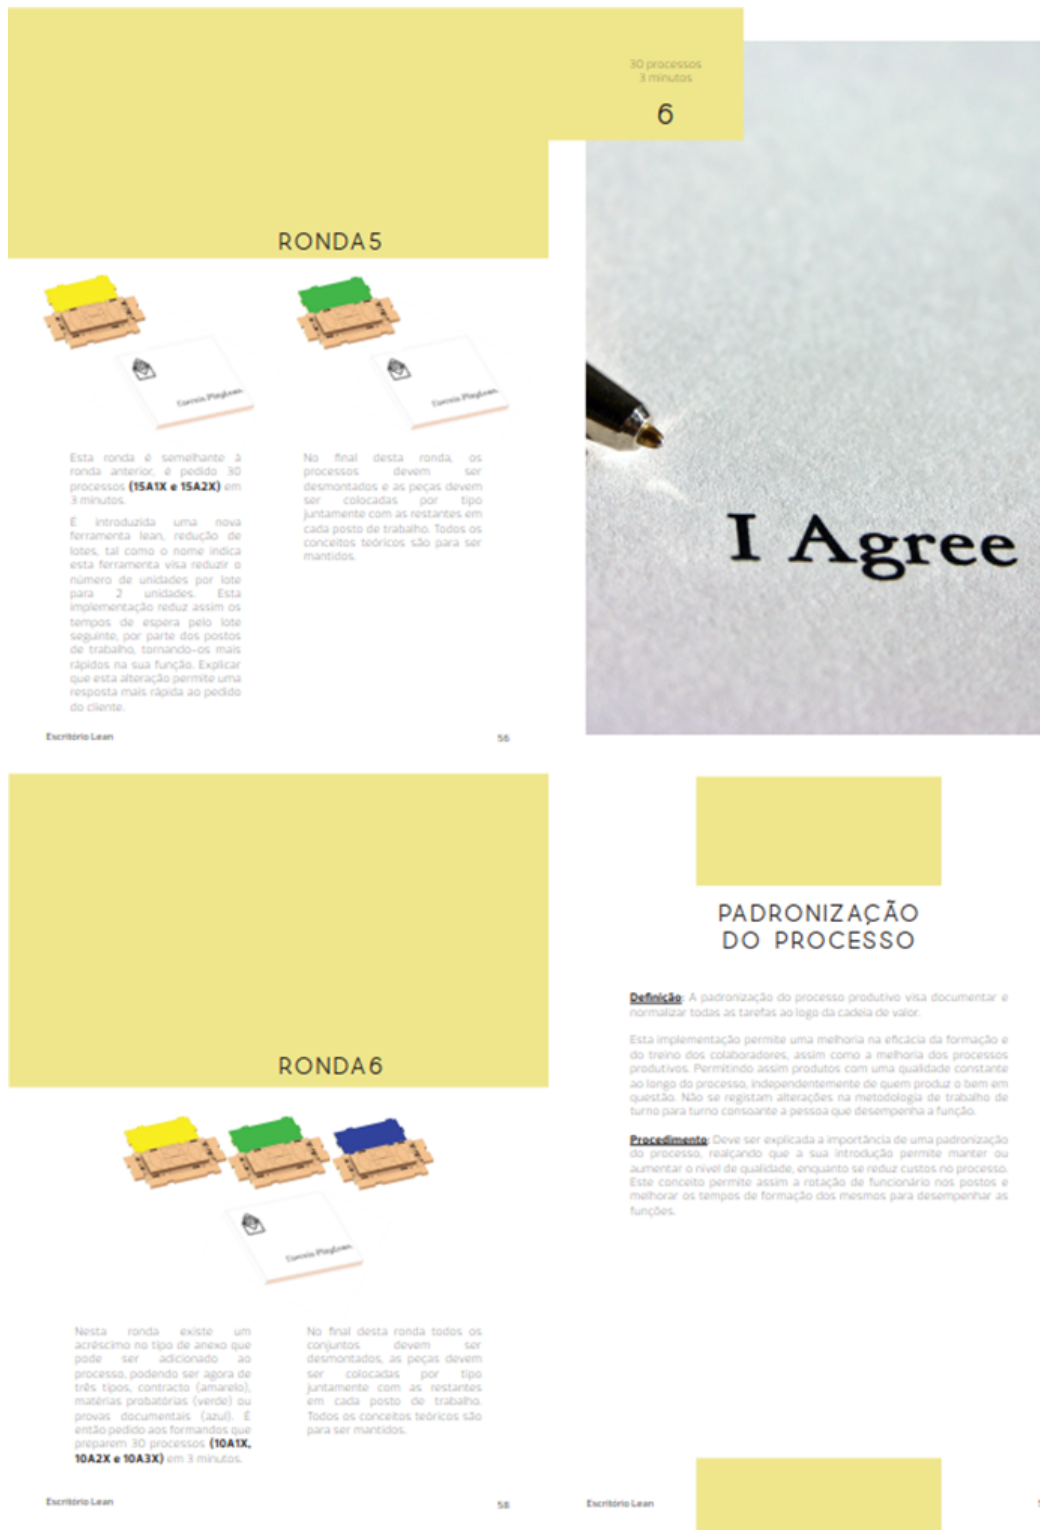 RONDA5
Esta ronda é semelhante à
ronda anterior, é pedido 30
processos (15A1X e 15A2X) em
3 minutos.
É introduzida uma nova
ferramenta lean, redução de
lotes, tal como o nome indica
esta ferramenta visa reduzir o
número de unidades por lote
para 2 unidades. Esta
implementação reduz assim os
tempos de espera pelo lote
seguinte, por parte dos postos
de trabalho, tornando-os mais
rápidos na sua função. Explicar
que esta alteração permite uma
resposta mais rápida ao pedido
do cliente.
No final desta ronda, os
processos devem ser
desmontados e as peças devem
ser colocadas por tipo
juntamente com as restantes em
cada posto de trabalho. Todos os
conceitos teóricos são para ser
mantidos.
Escritório Lean
56
30 processos
3 minutos
6
I Agree
RONDA6
Nesta ronda existe um
acréscimo no tipo de anexo que
pode ser adicionado ao
processo, podendo ser agora de
três tipos, contracto (amarelo),
matérias probatórias (verde) ou
provas documentais (azul). É
então pedido aos formandos que
preparem 30 processos (10A1X,
10A2X e 10A3X) em 3 minutos.
No final desta ronda todos os
conjuntos devem ser
desmontados, as peças devem
ser colocadas por tipo
juntamente com as restantes
em cada posto de trabalho.
Todos os conceitos teóricos são
para ser mantidos.
Escritório Lean
58
PADRONIZAÇÃO
DO PROCESSO
Definição: A padronização do processo produtivo visa documentar e
normalizar todas as tarefas ao logo da cadeia de valor.
Esta implementação permite uma melhoria na eficácia da formação e
do treino dos colaboradores, assim como a melhoria dos processos
produtivos. Permitindo assim produtos com uma qualidade constante
ao longo do processo, independentemente de quem produz o bem em
questão. Não se registam alterações na metodologia de trabalho de
turno para turno consoante a pessoa que desempenha a função.
Procedimento: Deve ser explicada a importância de uma padronização
do processo, realçando que a sua introdução permite manter ou
aumentar o nível de qualidade, enquanto se reduz custos no processo.
Este conceito permite assim a rotação de funcionário nos postos e
melhorar os tempos de formação dos mesmos para desempenhar as
funções.
Escritório Lean